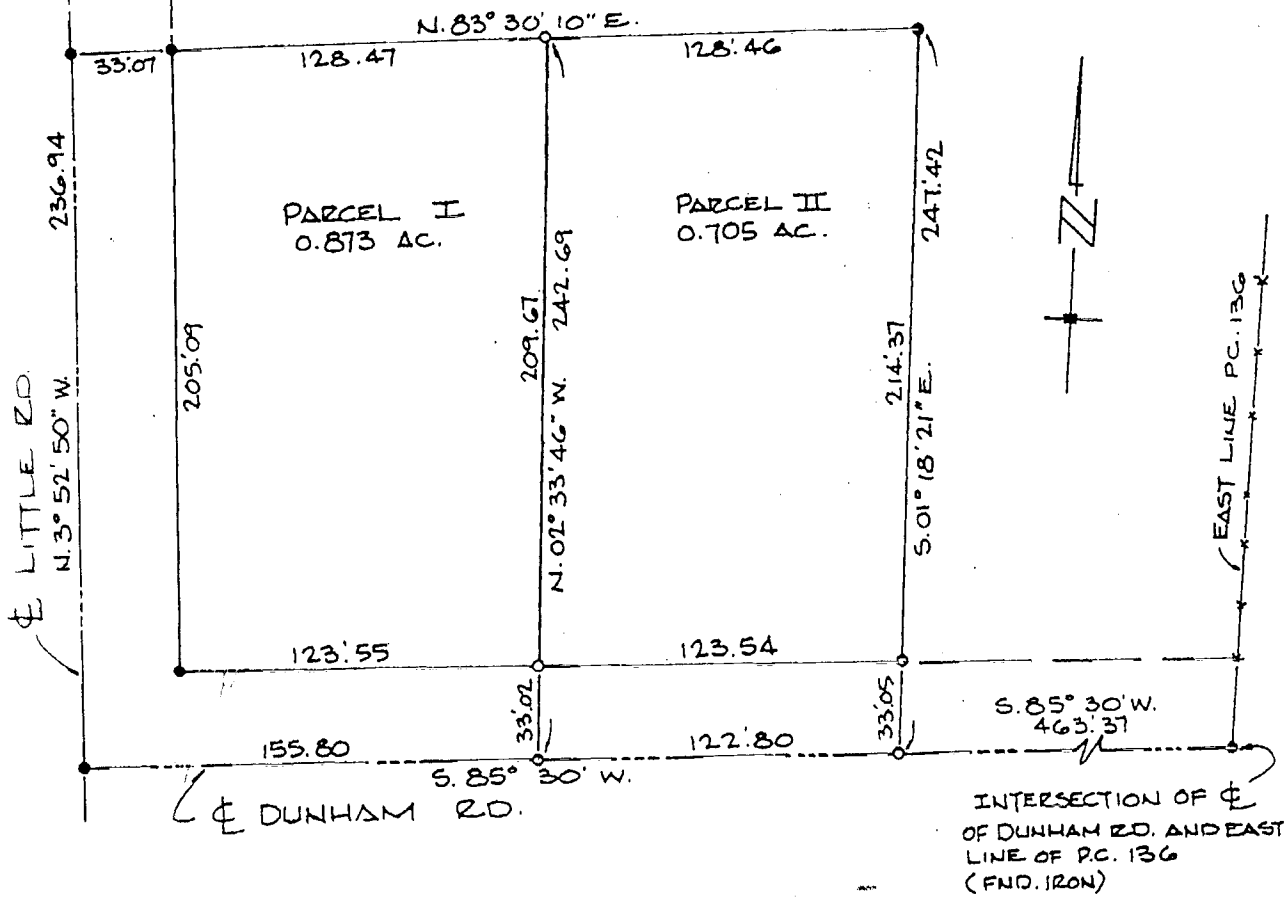 N. 83° 30' 10" E.
33'.07
128'.47
128'.46
236.94
PARCEL I
0.873 AC.
PARCEL II
0.705 AC.
247'.42
N
205'.09
209.67
242.69
214'.37
℄ LITTLE RD.
N. 3° 52' 50" W.
N. 02° 33' 46" W.
S. 01° 18' 21" E.
EAST LINE P.C. 136
123'.55
123.54
33'.02
33'.05
S. 85° 30' W.
463'.37
155.80
122'.80
S. 85° 30' W.
℄ DUNHAM RD.
INTERSECTION OF ℄
OF DUNHAM RD. AND EAST
LINE OF P.C. 136
(FND. IRON)